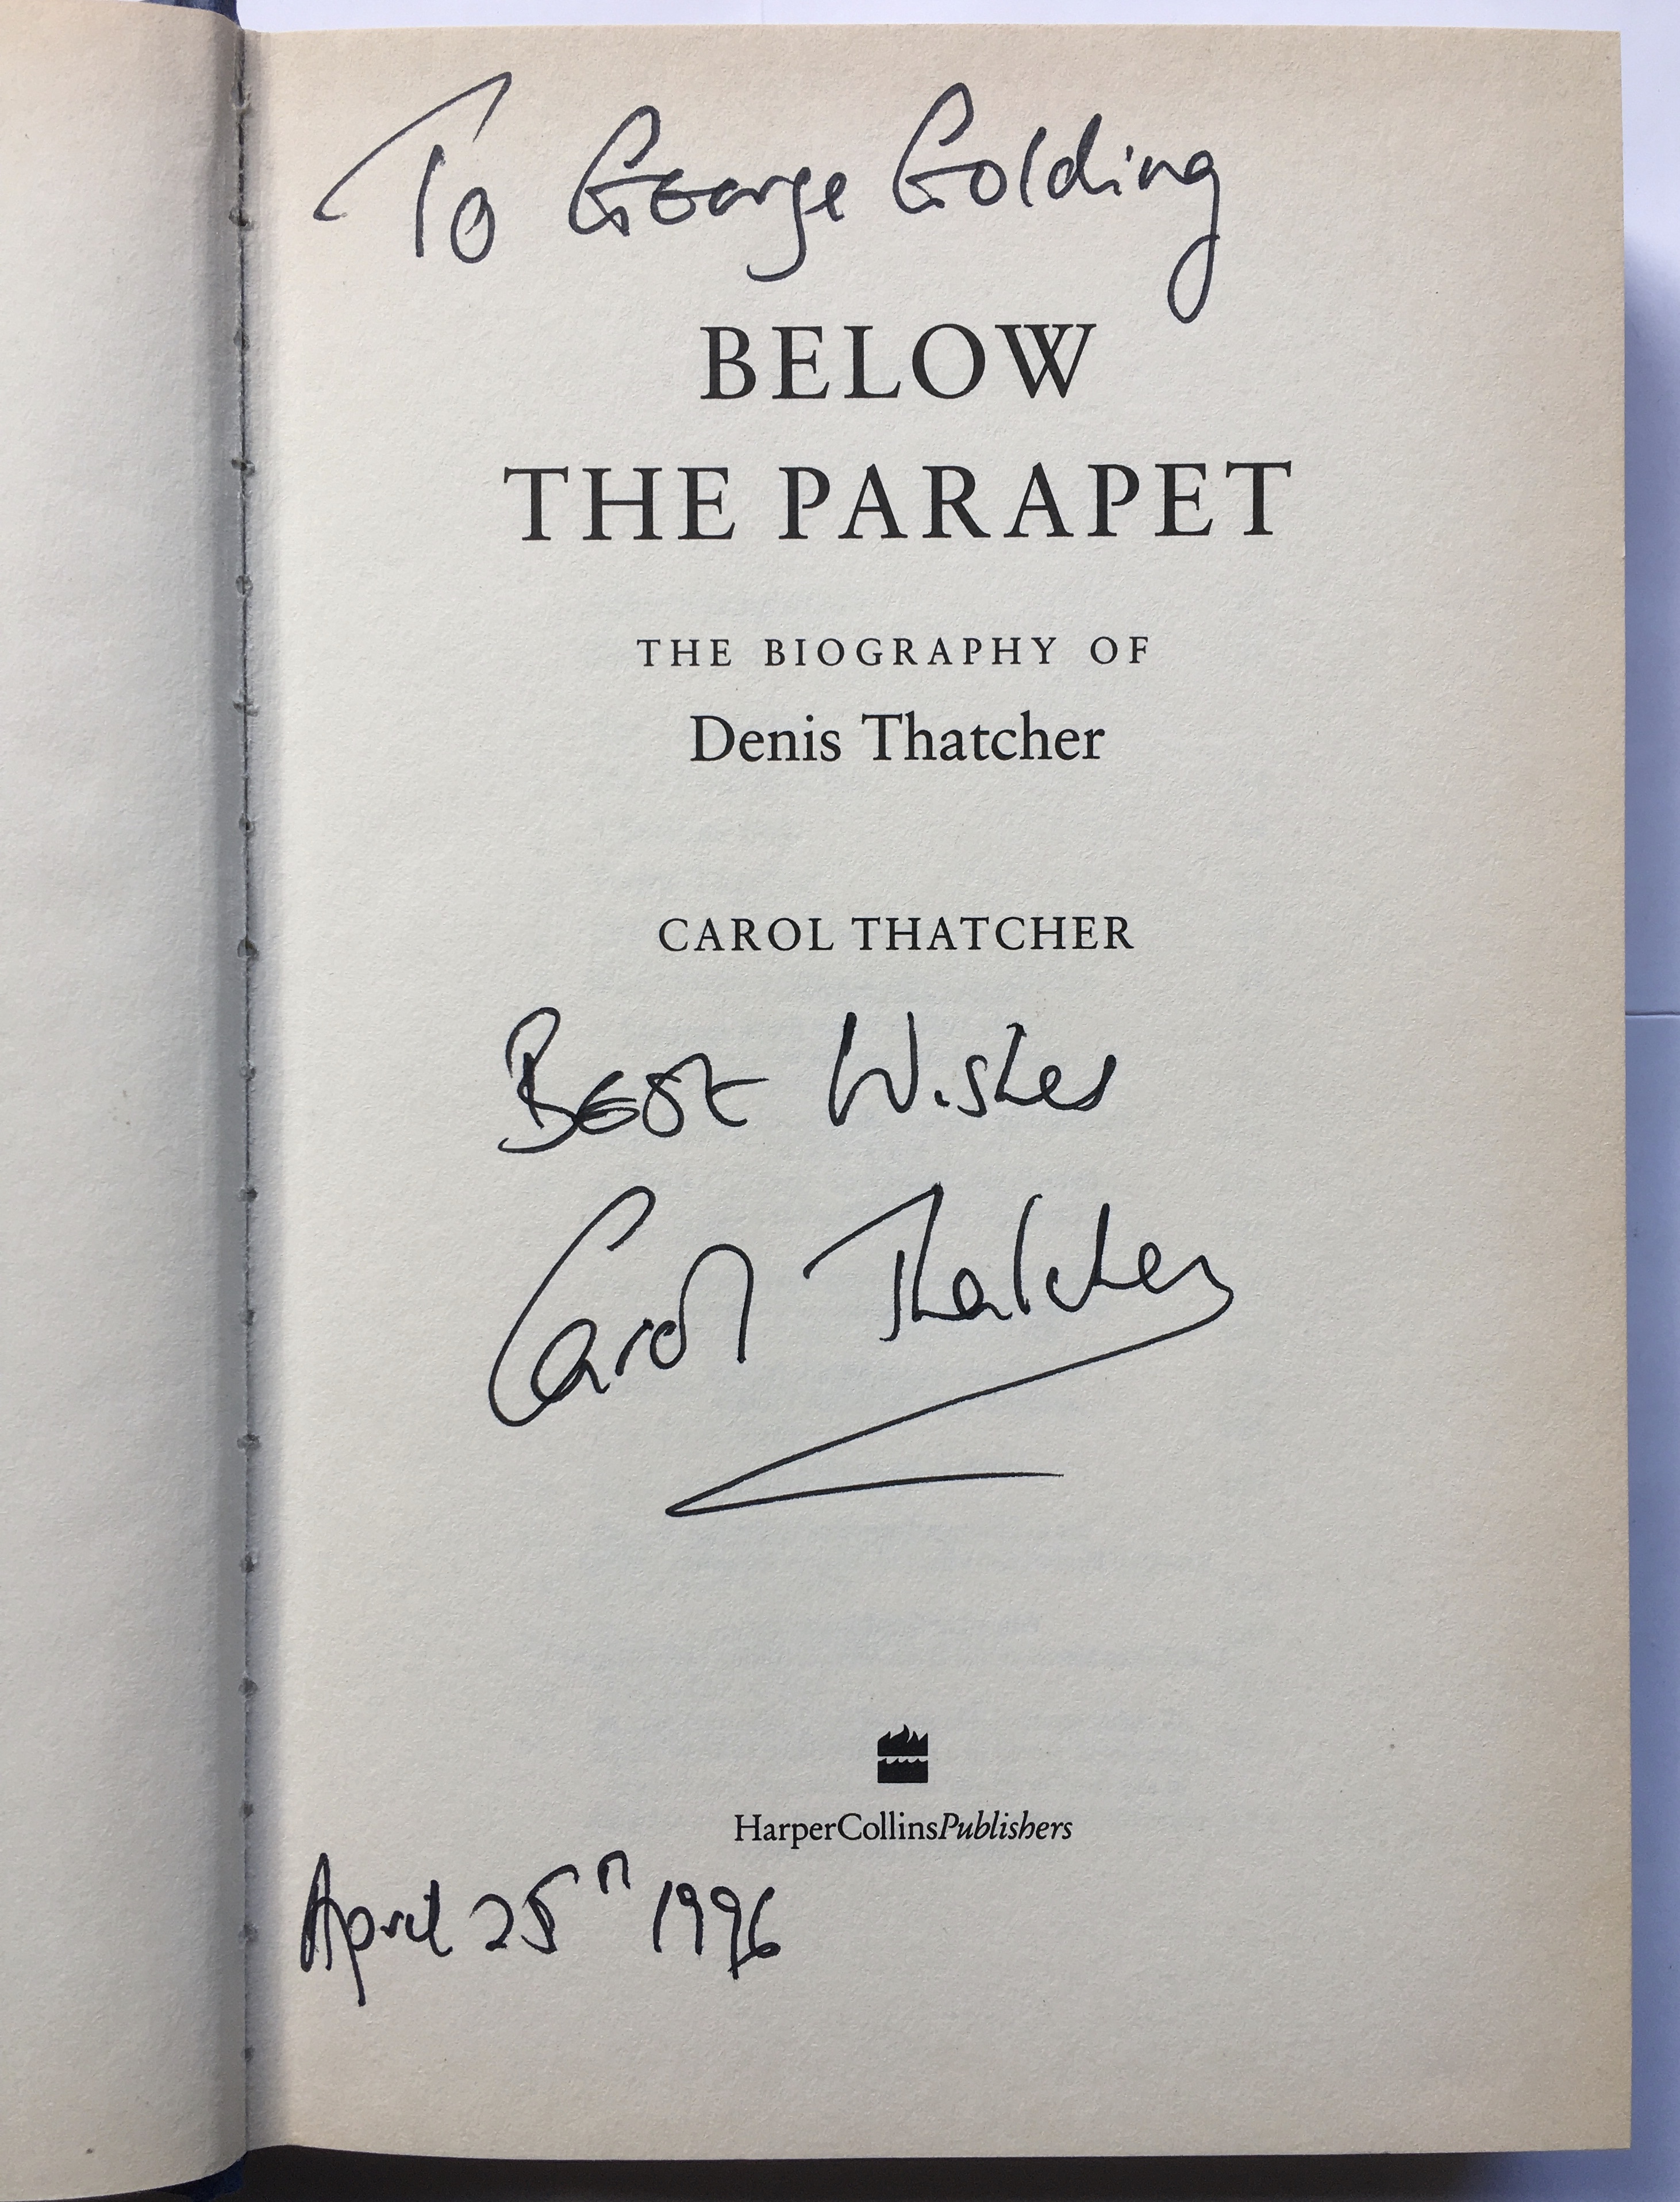 To George Golding
BELOW
THE PARAPET
THE BIOGRAPHY OF
Denis Thatcher
CAROL THATCHER
Best Wishes
Carol Thatcher
HarperCollinsPublishers
April 25th 1996